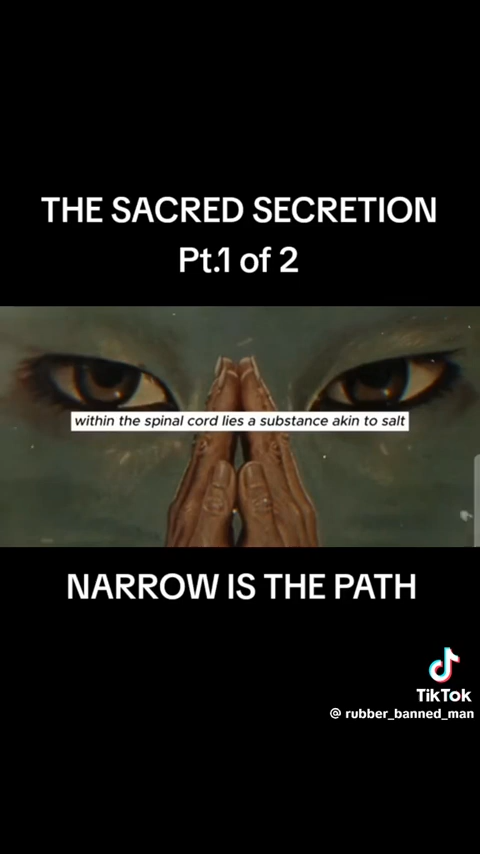 THE SACRED SECRETION
Pt.1 of 2
within the spinal cord lies a substance akin to salt
NARROW IS THE PATH
TikTok
@ rubber_banned_man